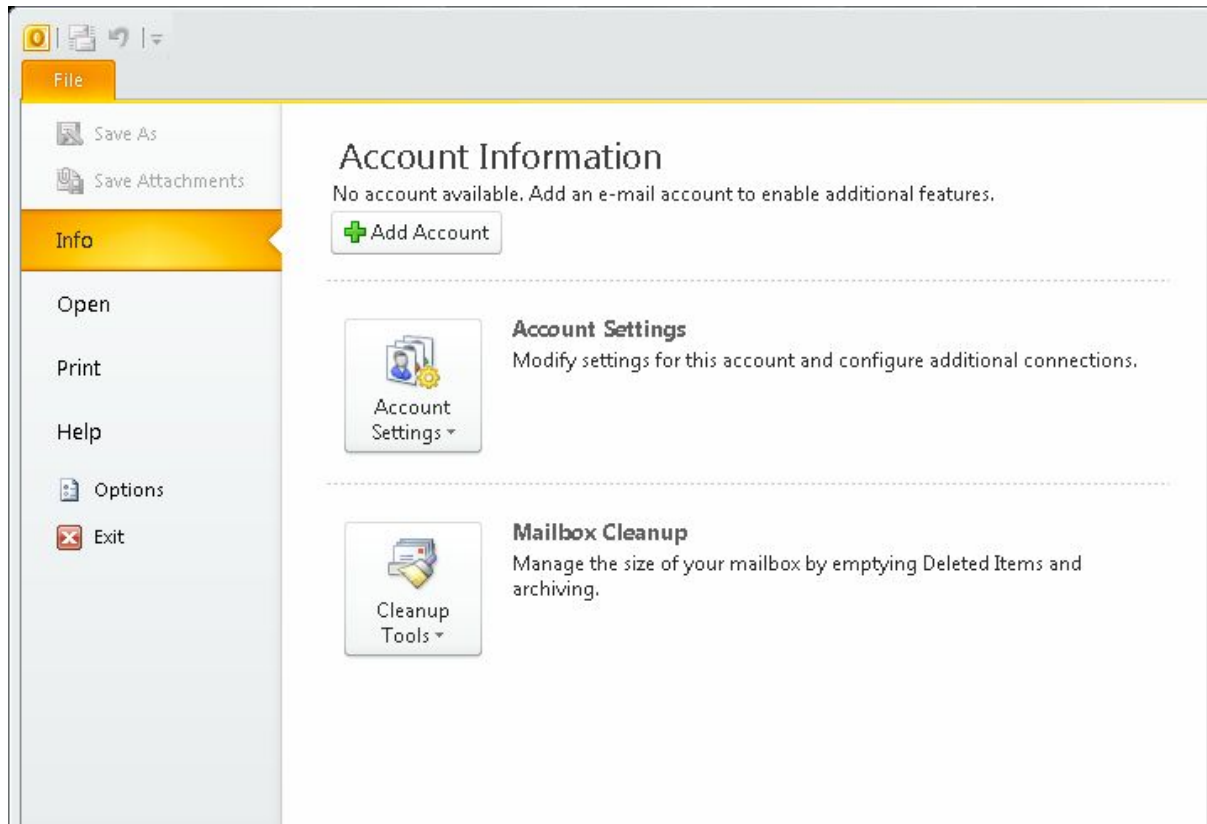 File
Save As
Save Attachments
Info
Open
Print
Help
Options
Exit
Account Information
No account available. Add an e-mail account to enable additional features.
Add Account
Account Settings
Modify settings for this account and configure additional connections.
Account
Settings
Mailbox Cleanup
Manage the size of your mailbox by emptying Deleted Items and
archiving.
Cleanup
Tools